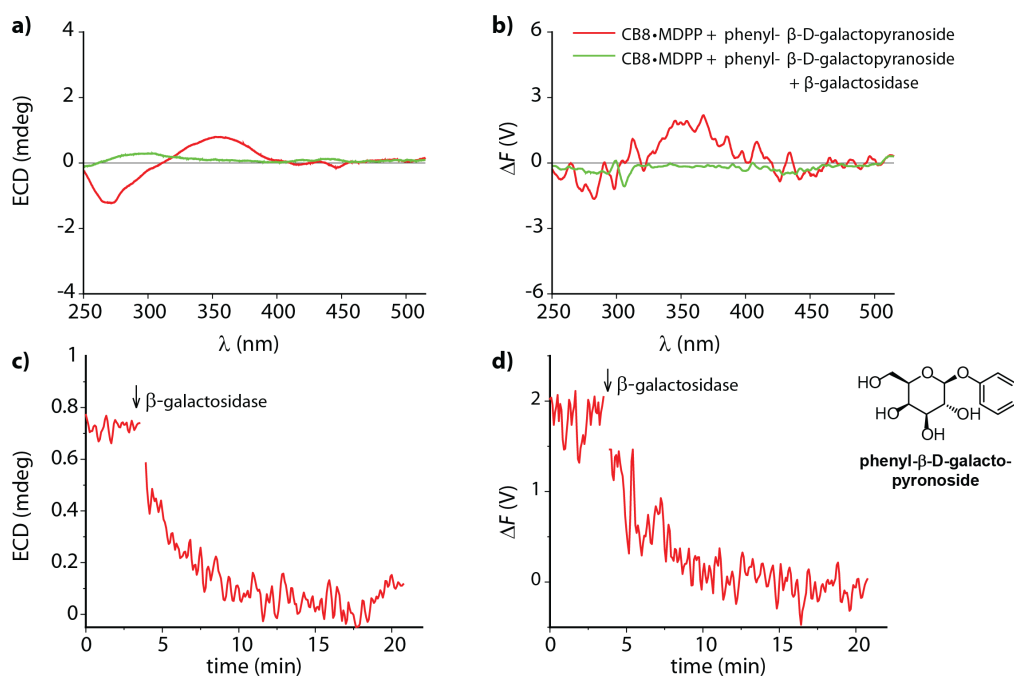 a)
4
2
0
-2
-4
ECD (mdeg)
250 300 350 400 450 500
λ (nm)
b)
6
3
0
-3
-6
ΔF (V)
CB8•MDPP + phenyl- β-D-galactopyranoside
CB8•MDPP + phenyl- β-D-galactopyranoside
+ β-galactosidase
250 300 350 400 450 500
λ (nm)
c)
1
0.8
0.6
0.4
0.2
0
ECD (mdeg)
β-galactosidase
0 5 10 15 20
time (min)
d)
2
1
0
ΔF (V)
β-galactosidase
0 5 10 15 20
time (min)
HO
O
O
HO
OH
OH
phenyl-β-D-galacto-
pyronoside